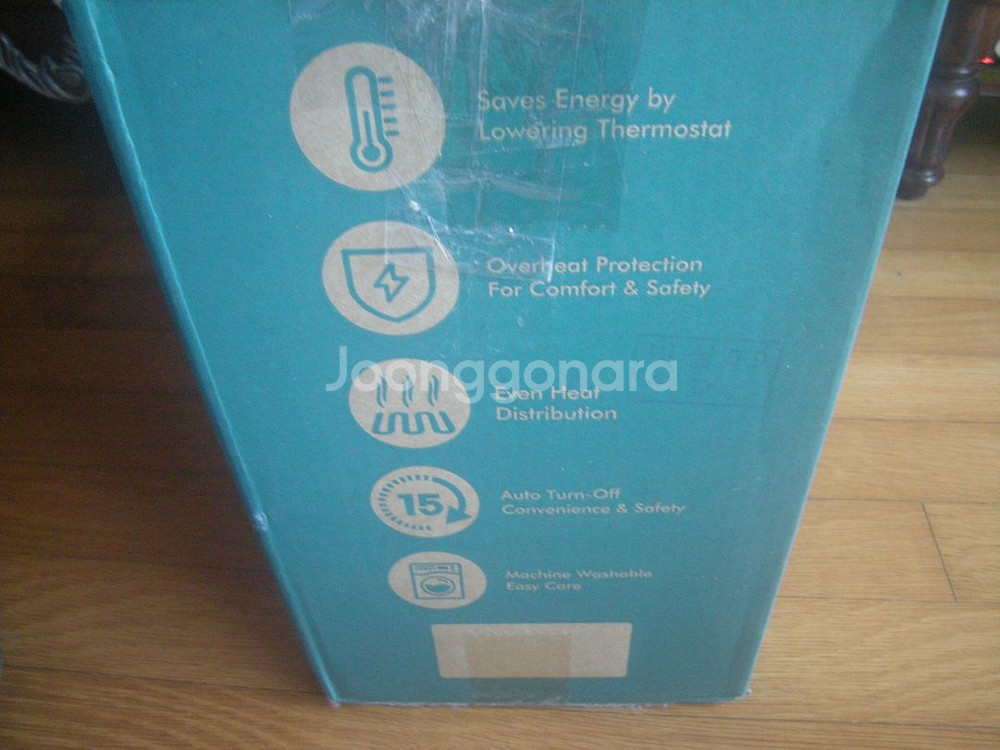 Saves Energy by
Lowering Thermostat
Overheat Protection
For Comfort & Safety
Joonggonara
Even Heat
Distribution
15
Auto Turn-Off
Convenience & Safety
Machine Washable
Easy Care